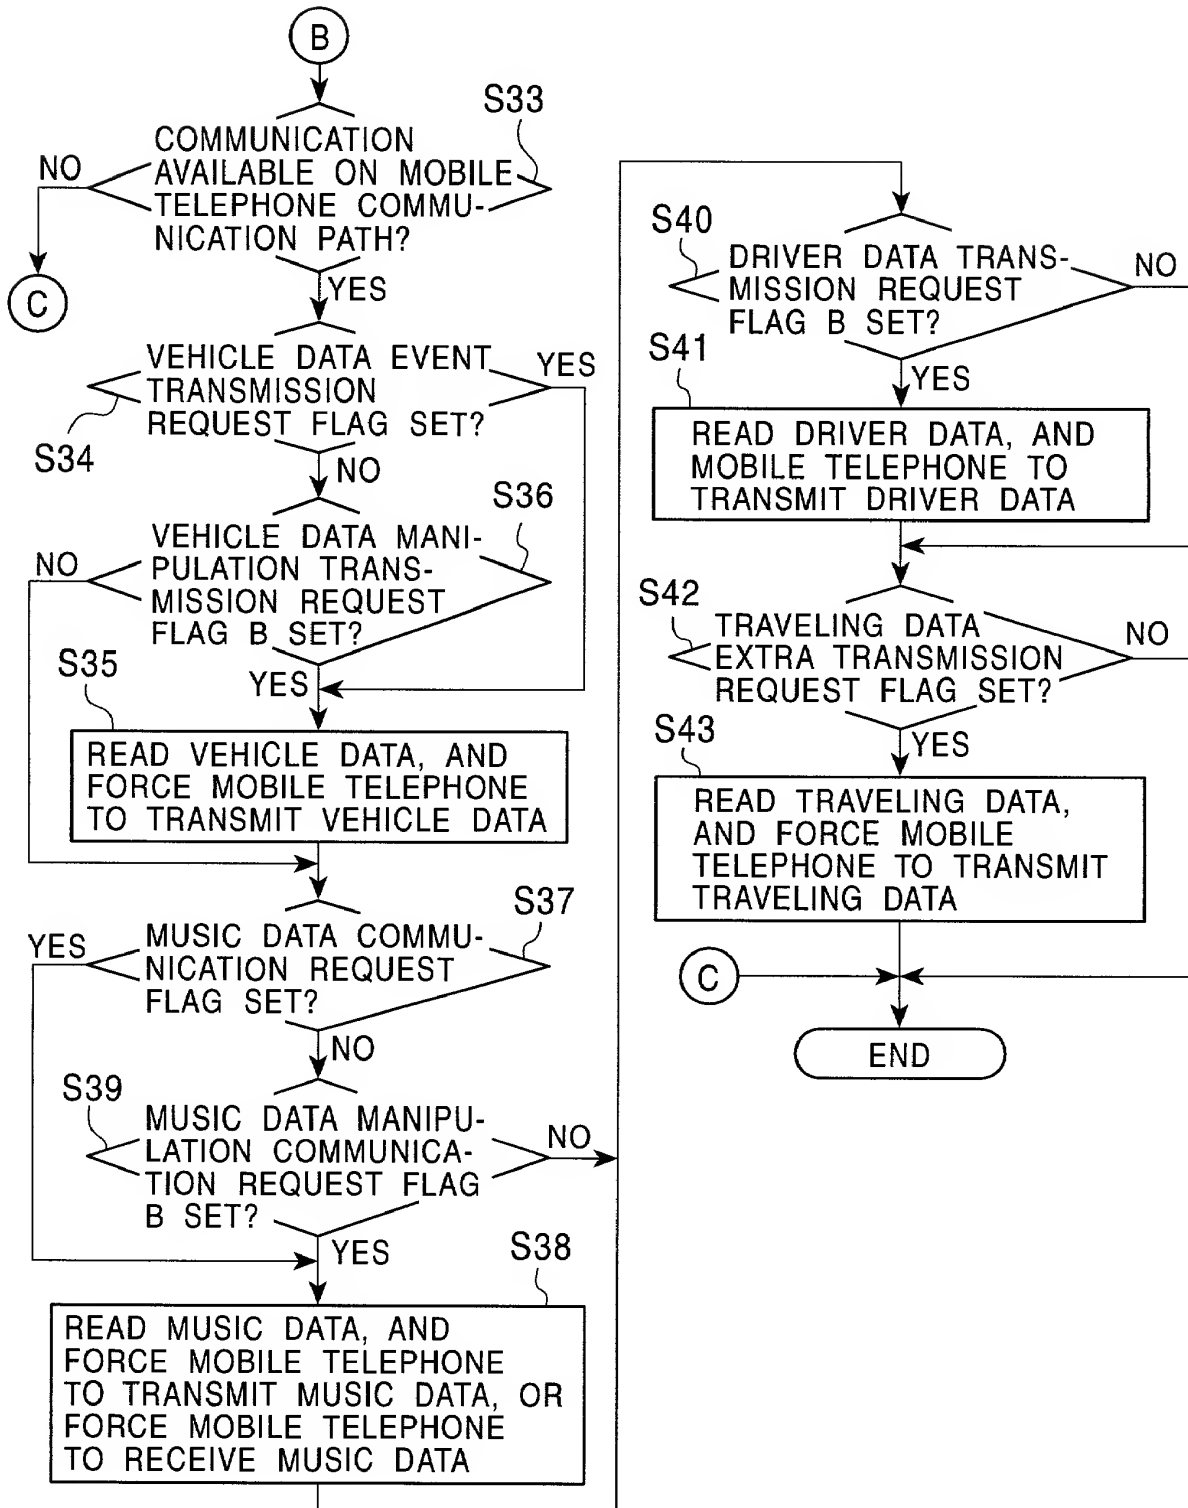 B
S33
COMMUNICATION
AVAILABLE ON MOBILE
TELEPHONE COMMU-
NICATION PATH?
NO
C
YES
VEHICLE DATA EVENT
TRANSMISSION
REQUEST FLAG SET?
YES
S34
NO
S36
VEHICLE DATA MANI-
PULATION TRANS-
MISSION REQUEST
FLAG B SET?
NO
S35
YES
READ VEHICLE DATA, AND
FORCE MOBILE TELEPHONE
TO TRANSMIT VEHICLE DATA
S37
YES
MUSIC DATA COMMU-
NICATION REQUEST
FLAG SET?
NO
S39
MUSIC DATA MANIPU-
LATION COMMUNICA-
TION REQUEST FLAG
B SET?
NO
YES
S38
READ MUSIC DATA, AND
FORCE MOBILE TELEPHONE
TO TRANSMIT MUSIC DATA, OR
FORCE MOBILE TELEPHONE
TO RECEIVE MUSIC DATA
S40
DRIVER DATA TRANS-
MISSION REQUEST
FLAG B SET?
NO
S41
YES
READ DRIVER DATA, AND
MOBILE TELEPHONE TO
TRANSMIT DRIVER DATA
S42
TRAVELING DATA
EXTRA TRANSMISSION
REQUEST FLAG SET?
NO
S43
YES
READ TRAVELING DATA,
AND FORCE MOBILE
TELEPHONE TO TRANSMIT
TRAVELING DATA
C
END